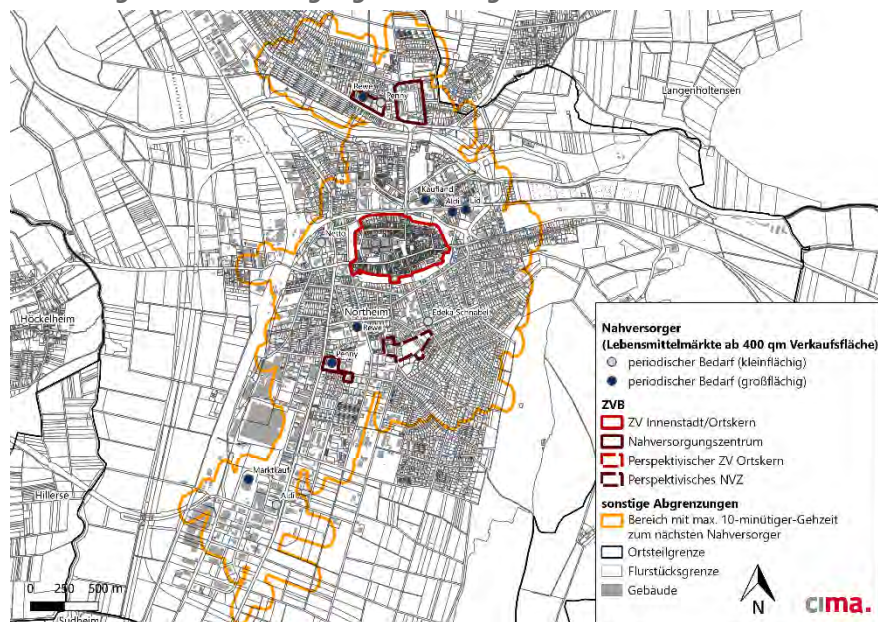 Langenholtensen
Rewe
Penny
Kaufland
Aldi
Lidl
Nesto
Edeka Schnabel
Northeim
Rewe
Penny
Höckelheim
Marktkauf
Aldi
Hillerse
0 250 500 m
Sudheim
Nahversorger
(Lebensmittelmärkte ab 400 qm Verkaufsfläche)
periodischer Bedarf (kleinflächig)
periodischer Bedarf (großflächig)
ZVB
ZV Innenstadt/Ortskern
Nahversorgungszentrum
Perspektivischer ZV Ortskern
Perspektivisches NVZ
sonstige Abgrenzungen
Bereich mit max. 10-minütiger-Gehzeit
zum nächsten Nahversorger
Ortsteilgrenze
Flurstücksgrenze
Gebäude
N
cima.